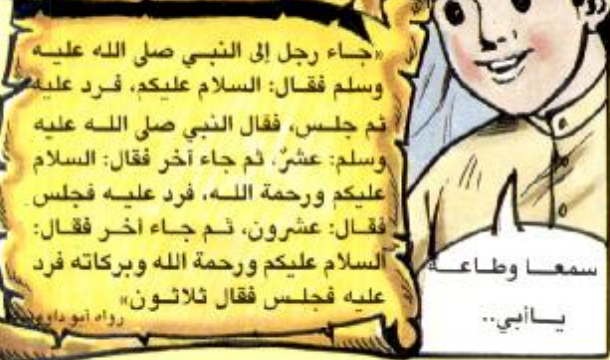 «جاء رجل إلى النبي صلى الله عليه
وسلم فقال: السلام عليكم، فرد عليه
ثم جلس، فقال النبي صلى الله عليه
وسلم: عشرٌ، ثم جاء آخر فقال: السلام
عليكم ورحمة الله، فرد عليه فجلس
فقال: عشرون، ثم جاء آخر فقال:
السلام عليكم ورحمة الله وبركاته فرد
عليه فجلس فقال ثلاثون»
رواه أبو داوود
سمعا وطاعة
يا أبي..